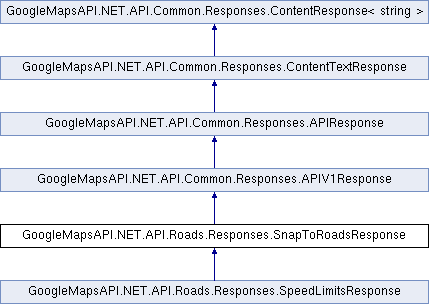 GoogleMapsAPI.NET.API.Common.Responses.ContentResponse< string >
GoogleMapsAPI.NET.API.Common.Responses.ContentTextResponse
GoogleMapsAPI.NET.API.Common.Responses.APIResponse
GoogleMapsAPI.NET.API.Common.Responses.APIV1Response
GoogleMapsAPI.NET.API.Roads.Responses.SnapToRoadsResponse
GoogleMapsAPI.NET.API.Roads.Responses.SpeedLimitsResponse